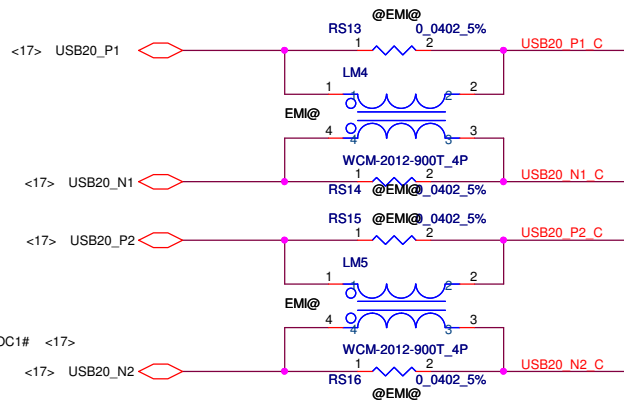 @EMI@
RS13 0_0402_5%
<17> USB20_P1 1 2 USB20_P1_C
LM4
1 1 2 2
EMI@
4 4 3 3
WCM-2012-900T_4P
<17> USB20_N1 1 2 USB20_N1_C
RS14 @EMI@ 0_0402_5%
RS15 @EMI@ 0_0402_5%
<17> USB20_P2 1 2 USB20_P2_C
LM5
1 1 2 2
EMI@
4 4 3 3
OC1# <17>
WCM-2012-900T_4P
<17> USB20_N2 1 2 USB20_N2_C
RS16 0_0402_5%
@EMI@